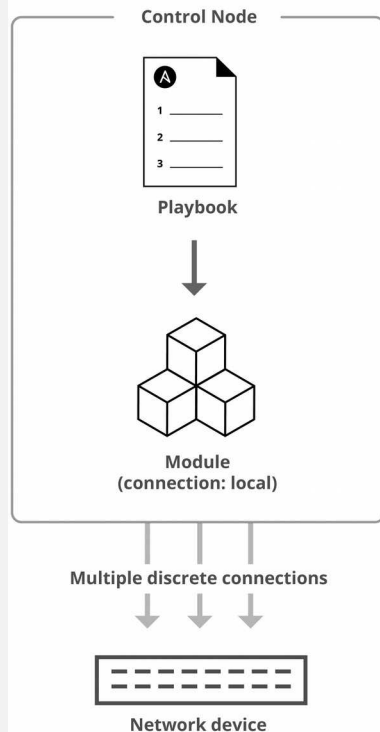 Control Node
1
2
3
Playbook
Module
(connection: local)
Multiple discrete connections
Network device